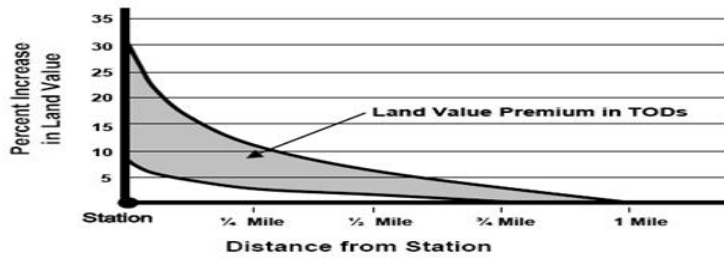 35
30
25
20
15
10
5
Percent Increase
in Land Value
Land Value Premium in TODs
Station
¼ Mile
½ Mile
¾ Mile
1 Mile
Distance from Station